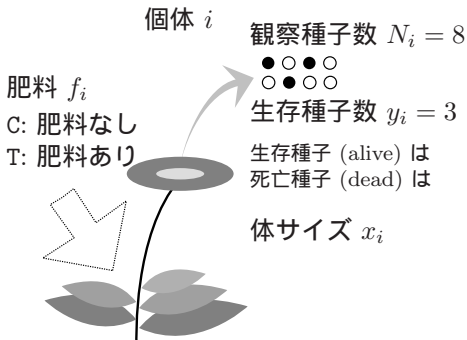 個体 i
観察種子数 N_i = 8
肥料 f_i
C: 肥料なし
T: 肥料あり
生存種子数 y_i = 3
生存種子 (alive) は
死亡種子 (dead) は
体サイズ x_i